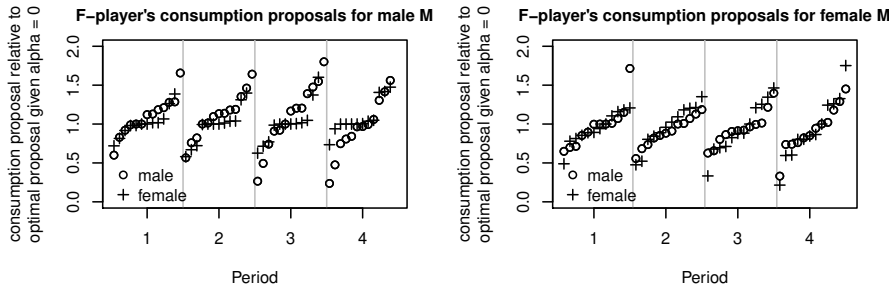 F-player's consumption proposals for male M
consumption proposal relative to
optimal proposal given alpha = 0
2.0
1.5
1.0
0.5
0.0
male
female
1 2 3 4
Period
F-player's consumption proposals for female M
consumption proposal relative to
optimal proposal given alpha = 0
2.0
1.5
1.0
0.5
0.0
male
female
1 2 3 4
Period